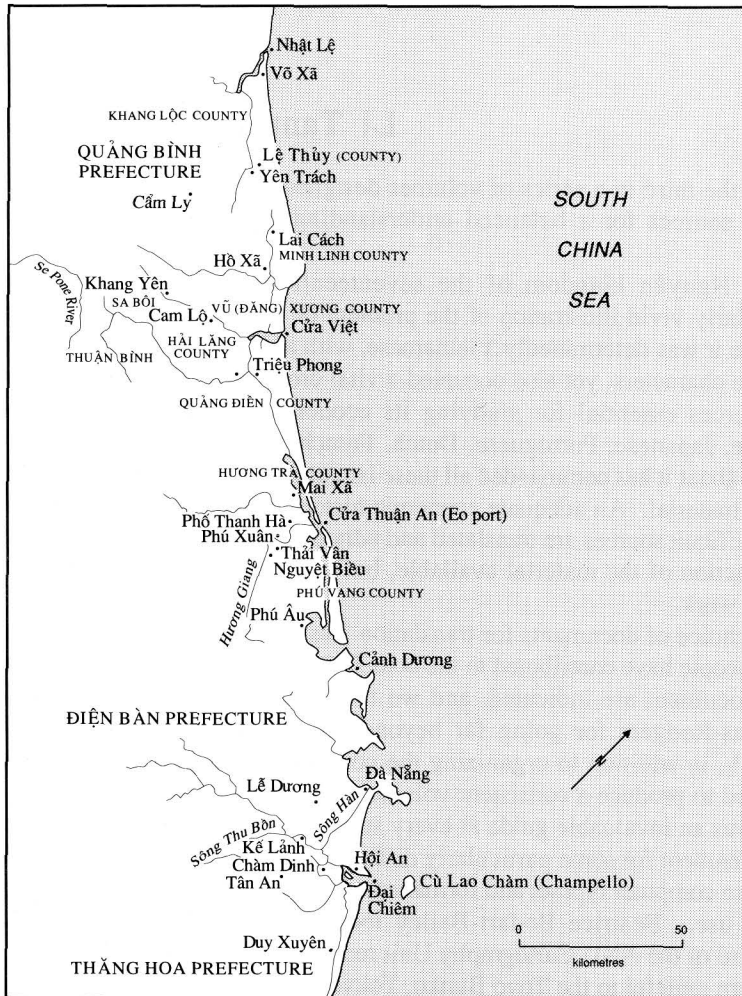 Nhật Lệ
Võ Xã
KHANG LỘC COUNTY
QUẢNG BÌNH
PREFECTURE
Lệ Thủy (COUNTY)
Yên Trách
Cẩm Ly
SOUTH
CHINA
SEA
Lai Cách
MINH LINH COUNTY
Hồ Xã
Se Pone River
Khang Yên
SA BÔI
VŨ (ĐĂNG) XƯƠNG COUNTY
Cam Lộ
Cửa Việt
HẢI LĂNG
COUNTY
THUẬN BÌNH
Triệu Phong
QUẢNG ĐIỀN COUNTY
HƯƠNG TRÀ COUNTY
Mai Xã
Phố Thanh Hà
Cửa Thuận An (Eo port)
Phú Xuân
Thải Vân
Nguyệt Biều
PHÚ VANG COUNTY
Hương Giang
Phú Âu
Cảnh Dương
ĐIỆN BÀN PREFECTURE
N
Đà Nẵng
Lễ Dương
Sông Hàn
Sông Thu Bồn
Kế Lảnh
Chàm Dinh
Hội An
Tân An
Cù Lao Chàm (Champello)
Đại
Chiêm
Duy Xuyên
0 50
kilometres
THĂNG HOA PREFECTURE